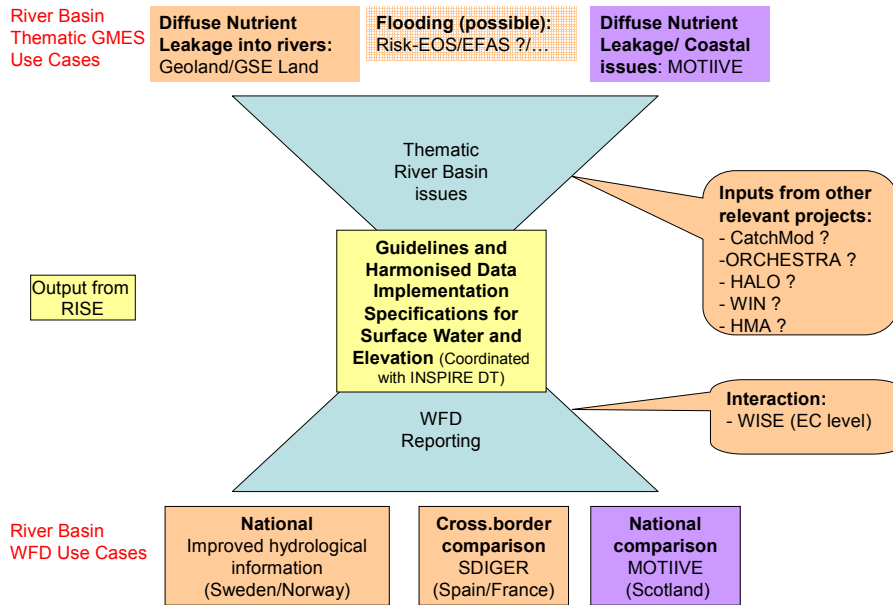 River Basin
Thematic GMES
Use Cases
Diffuse Nutrient
Leakage into rivers:
Geoland/GSE Land
Flooding (possible):
Risk-EOS/EFAS ?/...
Diffuse Nutrient
Leakage/ Coastal
issues: MOTIIVE
Thematic
River Basin
issues
Inputs from other
relevant projects:
- CatchMod ?
-ORCHESTRA ?
- HALO ?
- WIN ?
- HMA ?
Output from
RISE
Guidelines and
Harmonised Data
Implementation
Specifications for
Surface Water and
Elevation (Coordinated
with INSPIRE DT)
Interaction:
- WISE (EC level)
WFD
Reporting
River Basin
WFD Use Cases
National
Improved hydrological
information
(Sweden/Norway)
Cross.border
comparison
SDIGER
(Spain/France)
National
comparison
MOTIIVE
(Scotland)